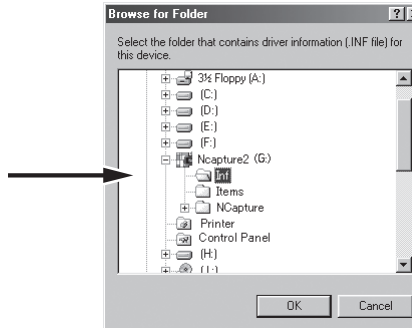 Browse for Folder
Select the folder that contains driver information (.INF file) for
this device.
3½ Floppy (A:)
(C:)
(D:)
(E:)
(F:)
Ncapture2 (G:)
Inf
Items
NCapture
Printer
Control Panel
(H:)
OK Cancel